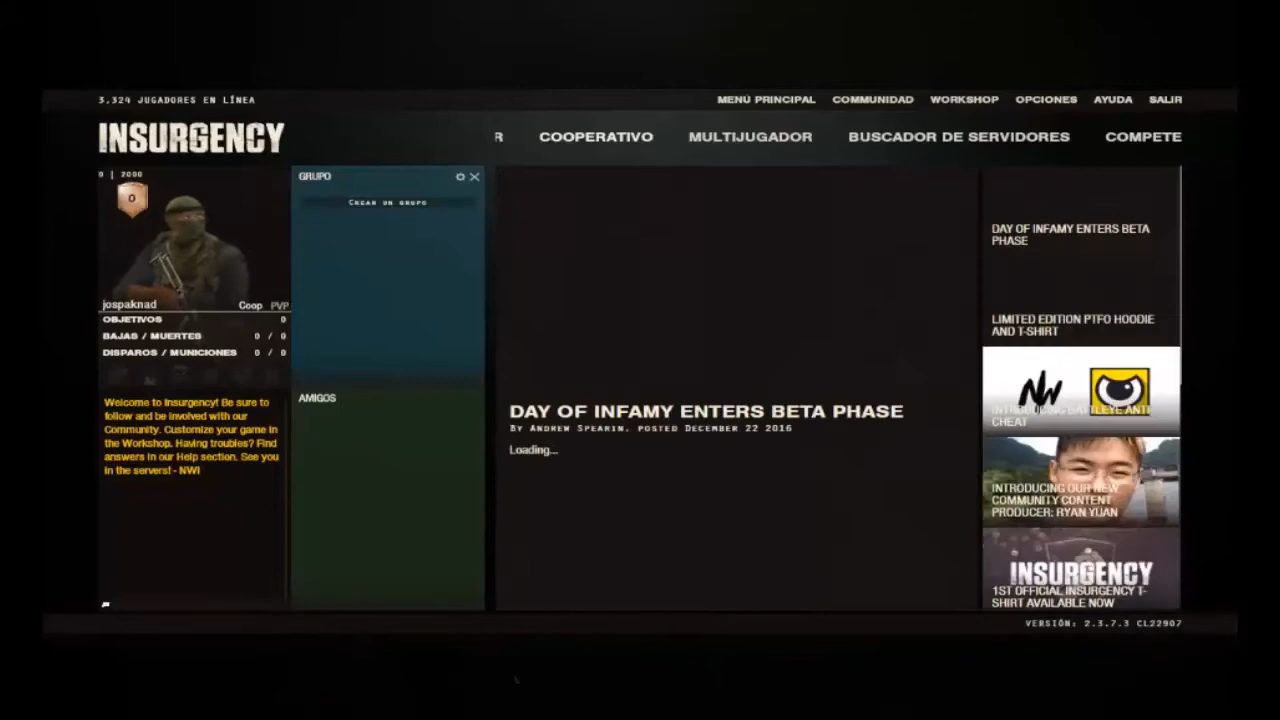 3,324 JUGADORES EN LÍNEA
MENÚ PRINCIPAL COMMUNIDAD WORKSHOP OPCIONES AYUDA SALIR
INSURGENCY
R COOPERATIVO MULTIJUGADOR BUSCADOR DE SERVIDORES COMPETE
0 | 2000
0
jospaknad Coop PVP
OBJETIVOS 0
BAJAS / MUERTES 0 / 0
DISPAROS / MUNICIONES 0 / 0
Welcome to Insurgency! Be sure to
follow and be involved with our
Community. Customize your game in
the Workshop. Having troubles? Find
answers in our Help section. See you
in the servers! - NWI
GRUPO
Crear un grupo
AMIGOS
DAY OF INFAMY ENTERS BETA PHASE
By Andrew Spearin, posted December 22 2016
Loading...
DAY OF INFAMY ENTERS BETA
PHASE
LIMITED EDITION PTFO HOODIE
AND T-SHIRT
NW
INTRODUCING BATTLEYE ANTI-
CHEAT
INTRODUCING OUR NEW
COMMUNITY CONTENT
PRODUCER: RYAN YUAN
INSURGENCY
1ST OFFICIAL INSURGENCY T-
SHIRT AVAILABLE NOW
VERSIÓN: 2.3.7.3 CL22907